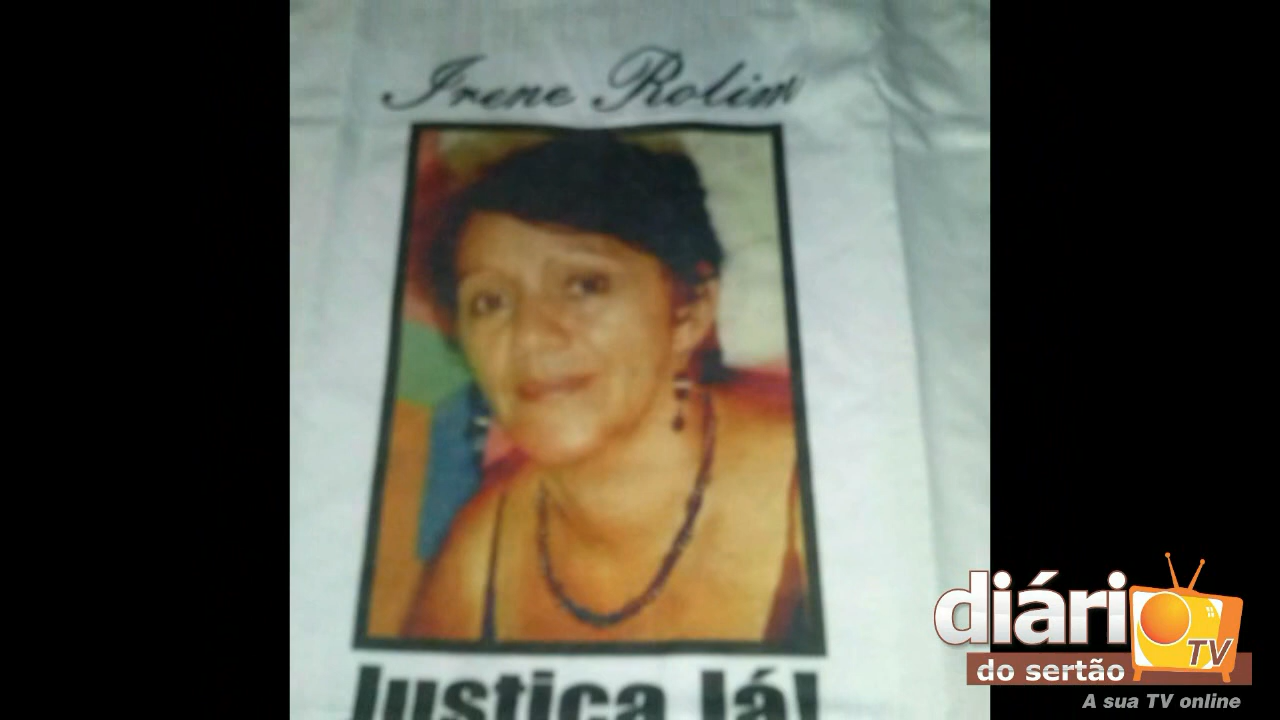 Irene Rolim
Justiça Já!
diário
TV
do sertão
A sua TV online